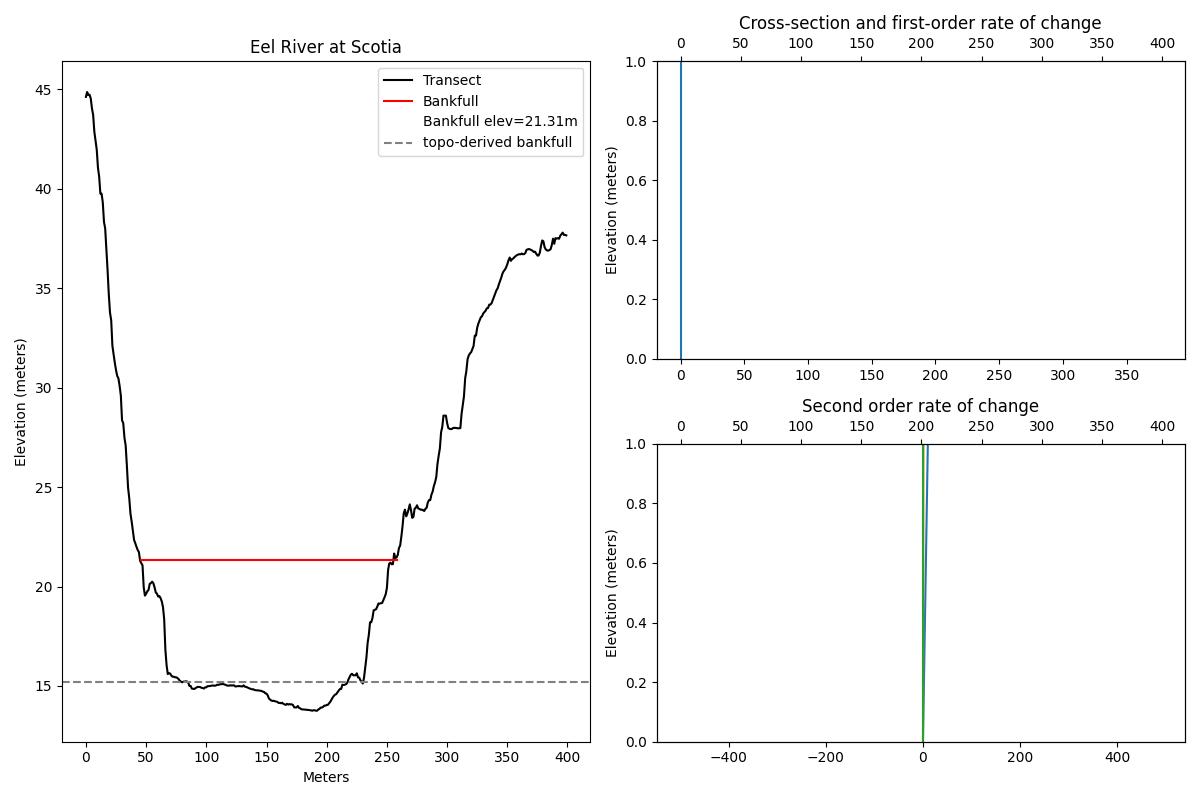 Eel River at Scotia
Transect
Bankfull
Bankfull elev=21.31m
topo-derived bankfull
45
40
35
30
25
20
15
Elevation (meters)
0 50 100 150 200 250 300 350 400
Meters
Cross-section and first-order rate of change
0 50 100 150 200 250 300 350 400
1.0
0.8
0.6
0.4
0.2
0.0
Elevation (meters)
0 50 100 150 200 250 300 350
Second order rate of change
0 50 100 150 200 250 300 350 400
1.0
0.8
0.6
0.4
0.2
0.0
Elevation (meters)
−400 −200 0 200 400